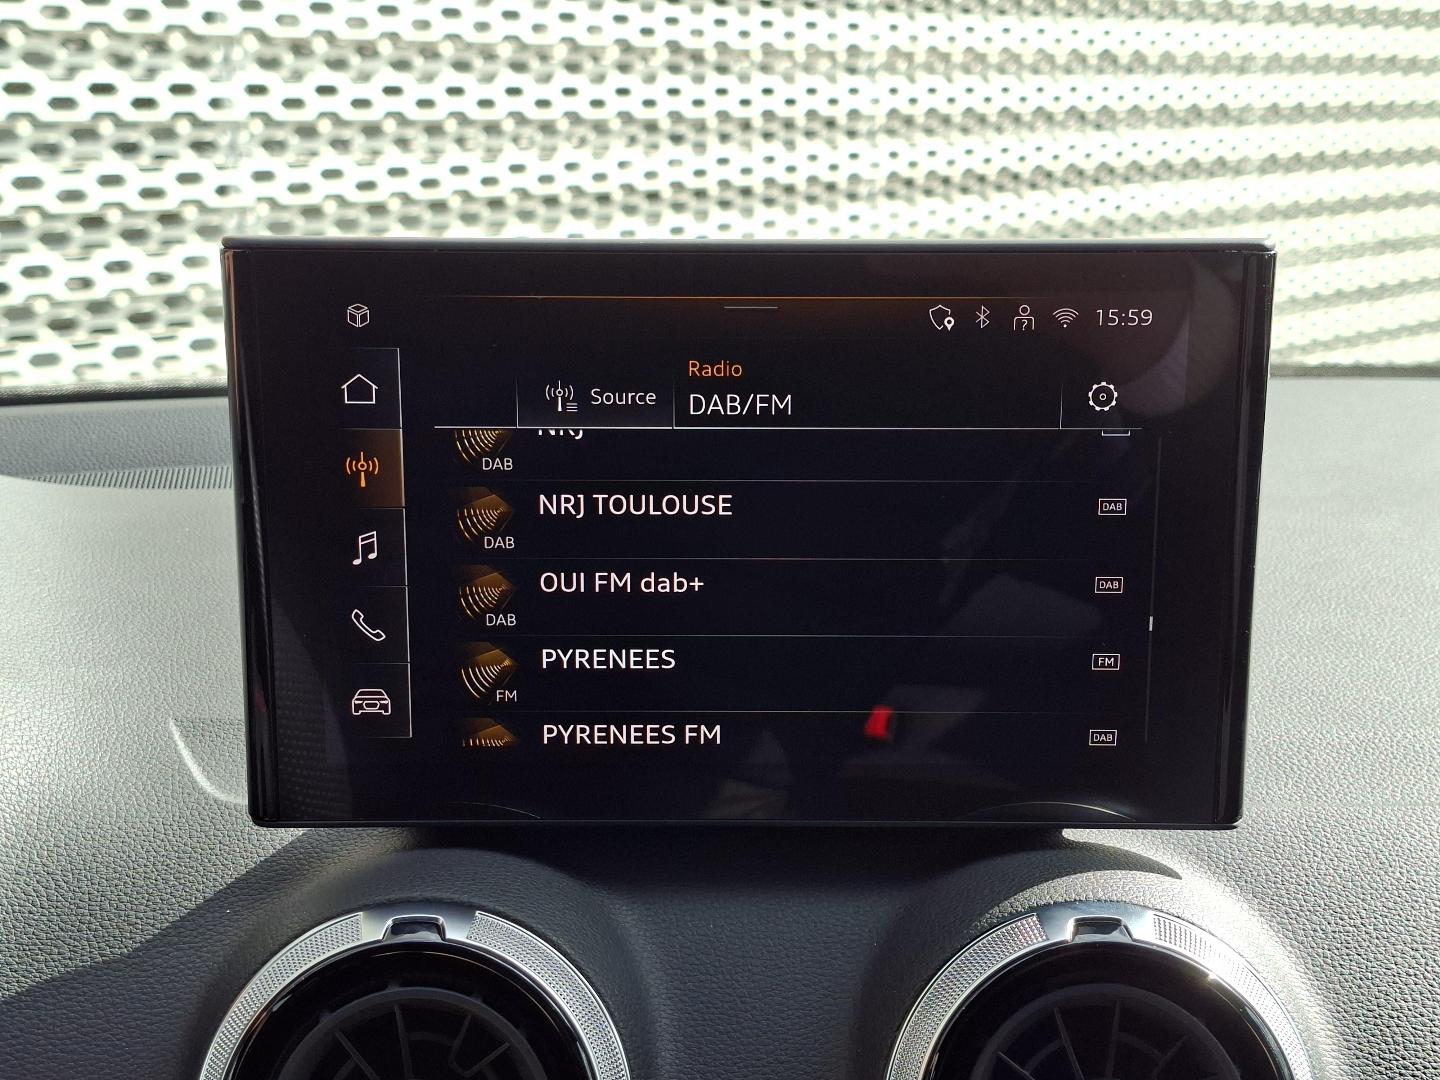 15:59
Radio
Source
DAB/FM
NRJ
DAB
NRJ TOULOUSE
DAB
DAB
OUI FM dab+
DAB
DAB
PYRENEES
FM
FM
PYRENEES FM
DAB